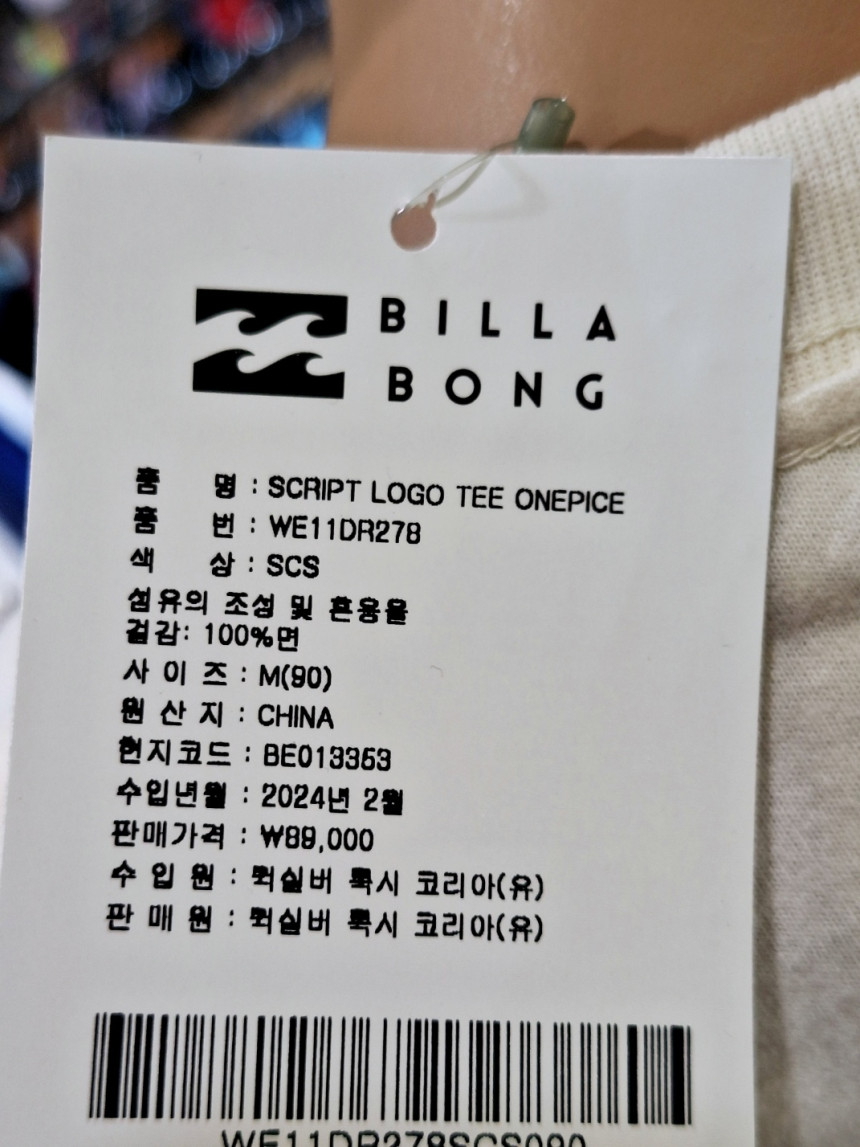 BILLA
BONG
품 명 : SCRIPT LOGO TEE ONEPICE
품 번 : WE11DR278
색 상 : SCS
섬유의 조성 및 혼용율
겉감: 100%면
사 이 즈 : M(90)
원 산 지 : CHINA
현지코드 : BE013353
수입년월 : 2024년 2월
판매가격 : ₩89,000
수 입 원 : 퀵실버 록시 코리아(유)
판 매 원 : 퀵실버 록시 코리아(유)
WE11DR278SCS090